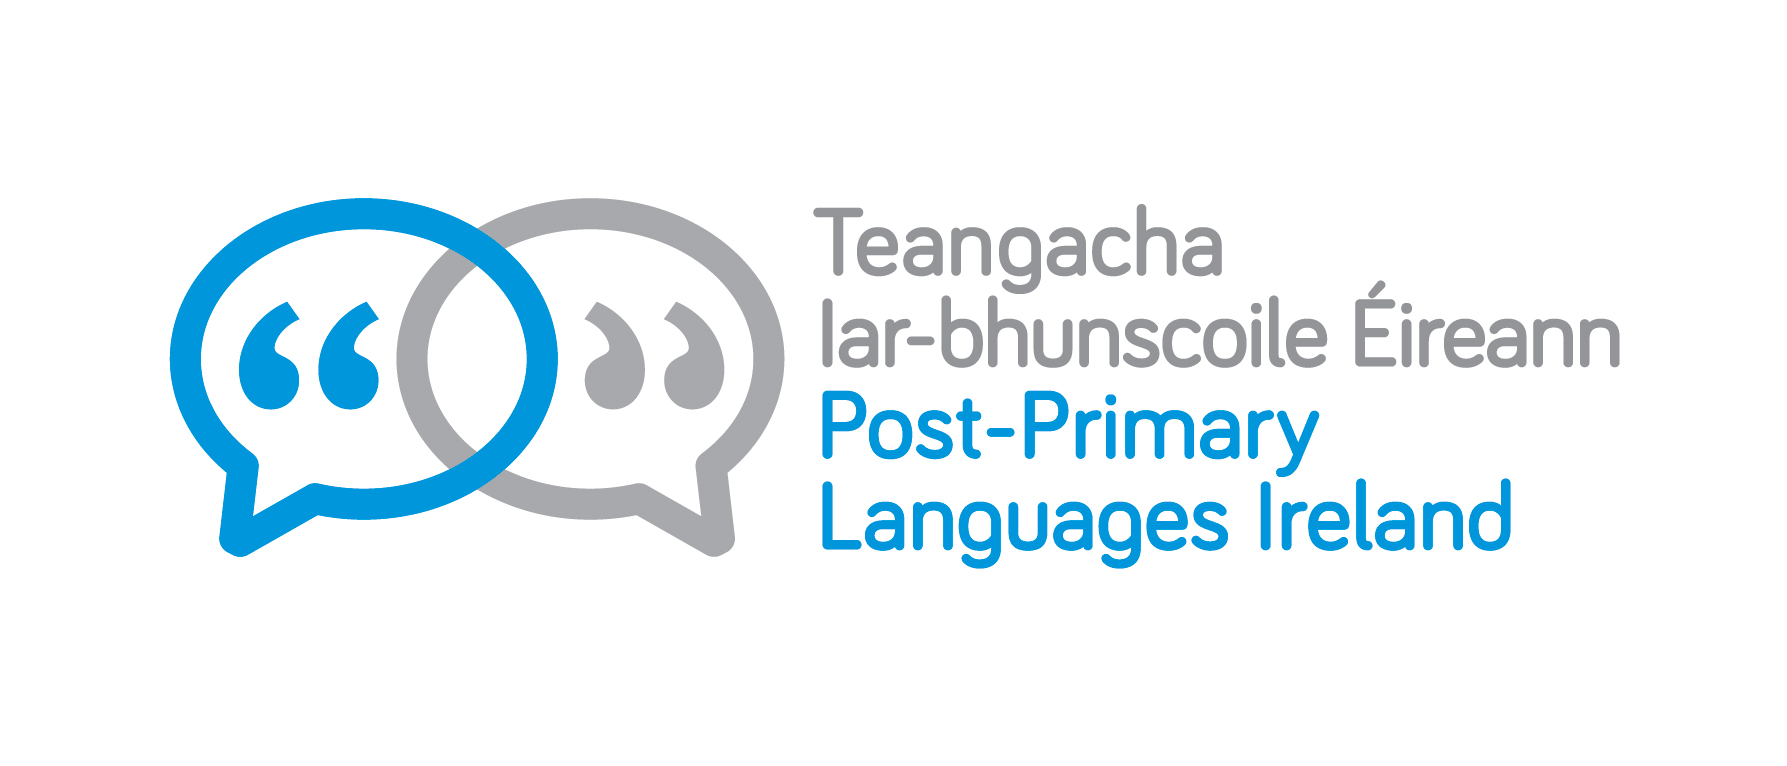 “ ”
Teangacha
Iar-bhunscoile Éireann
Post-Primary
Languages Ireland